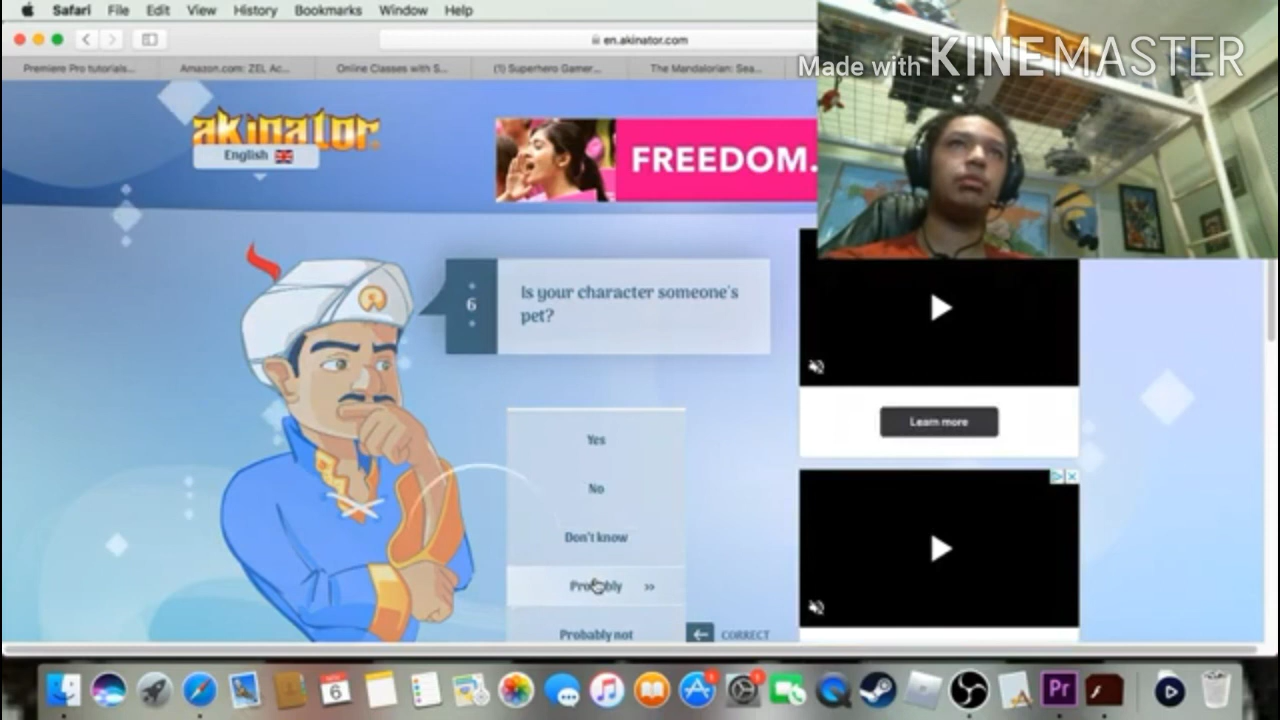 Safari File Edit View History Bookmarks Window Help
en.akinator.com
Premiere Pro tutorials... Amazon.com: ZEL Ac... Online Classes with S... (1) Superhero Gamer... The Mandalorian: Sea...
Made with KINEMASTER
akinator
English
FREEDOM.
6
Is your character someone's
pet?
Yes
No
Don't know
Probably >>
Probably not
CORRECT
Learn more
6
Pr